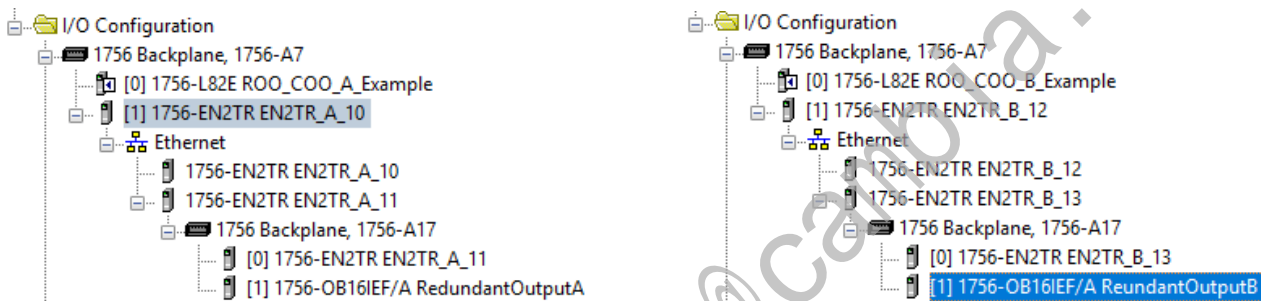 I/O Configuration
1756 Backplane, 1756-A7
[0] 1756-L82E ROO_COO_A_Example
[1] 1756-EN2TR EN2TR_A_10
Ethernet
1756-EN2TR EN2TR_A_10
1756-EN2TR EN2TR_A_11
1756 Backplane, 1756-A17
[0] 1756-EN2TR EN2TR_A_11
[1] 1756-OB16IEF/A RedundantOutputA
I/O Configuration
1756 Backplane, 1756-A7
[0] 1756-L82E ROO_COO_B_Example
[1] 1756-EN2TR EN2TR_B_12
Ethernet
1756-EN2TR EN2TR_B_12
1756-EN2TR EN2TR_B_13
1756 Backplane, 1756-A17
[0] 1756-EN2TR EN2TR_B_13
[1] 1756-OB16IEF/A ReundantOutputB
@cambia.